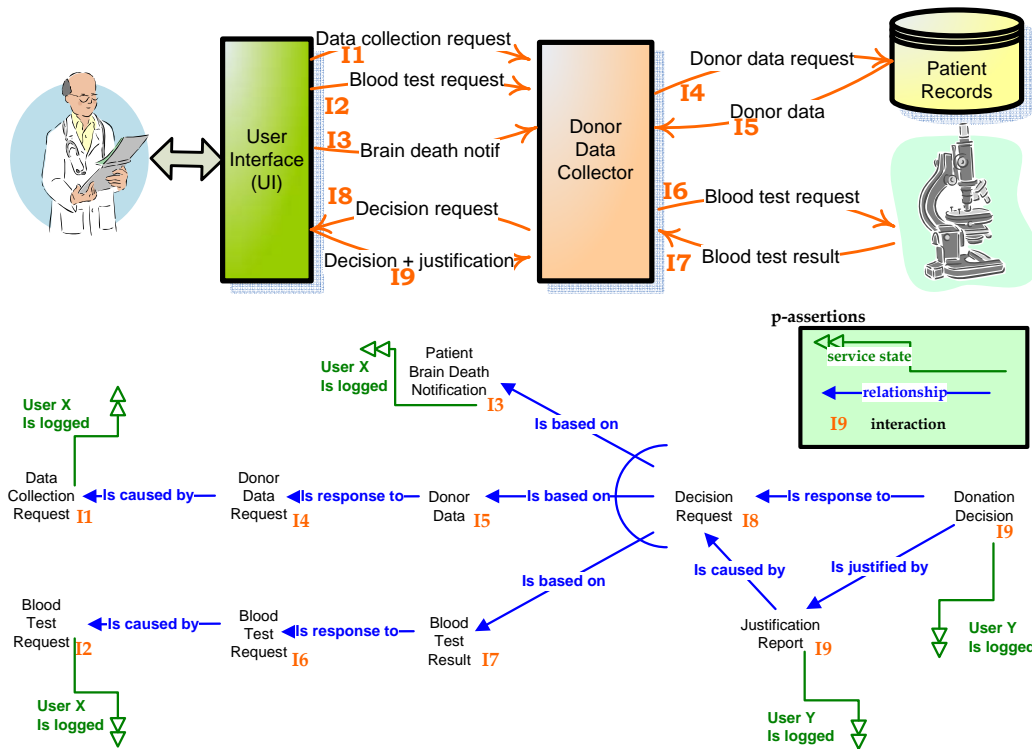 Data collection request
I1
Blood test request
I2
I3
Brain death notif
User
Interface
(UI)
I8
Decision request
Decision + justification
I9
Donor
Data
Collector
Donor data request
I4
Donor data
I5
Patient
Records
I6
Blood test request
I7
Blood test result
p-assertions
service state
relationship
I9 interaction
User X
Is logged
Patient
Brain Death
Notification I3
User X
Is logged
Is based on
Data
Collection
Request I1
Is caused by
Donor
Data
Request I4
Is response to
Donor
Data I5
Is based on
Decision
Request I8
Is response to
Donation
Decision
I9
Is caused by
Is justified by
Is based on
Blood
Test
Request I2
Is caused by
Blood
Test
Request I6
Is response to
Blood
Test
Result I7
Justification
Report I9
User Y
Is logged
User X
Is logged
User Y
Is logged